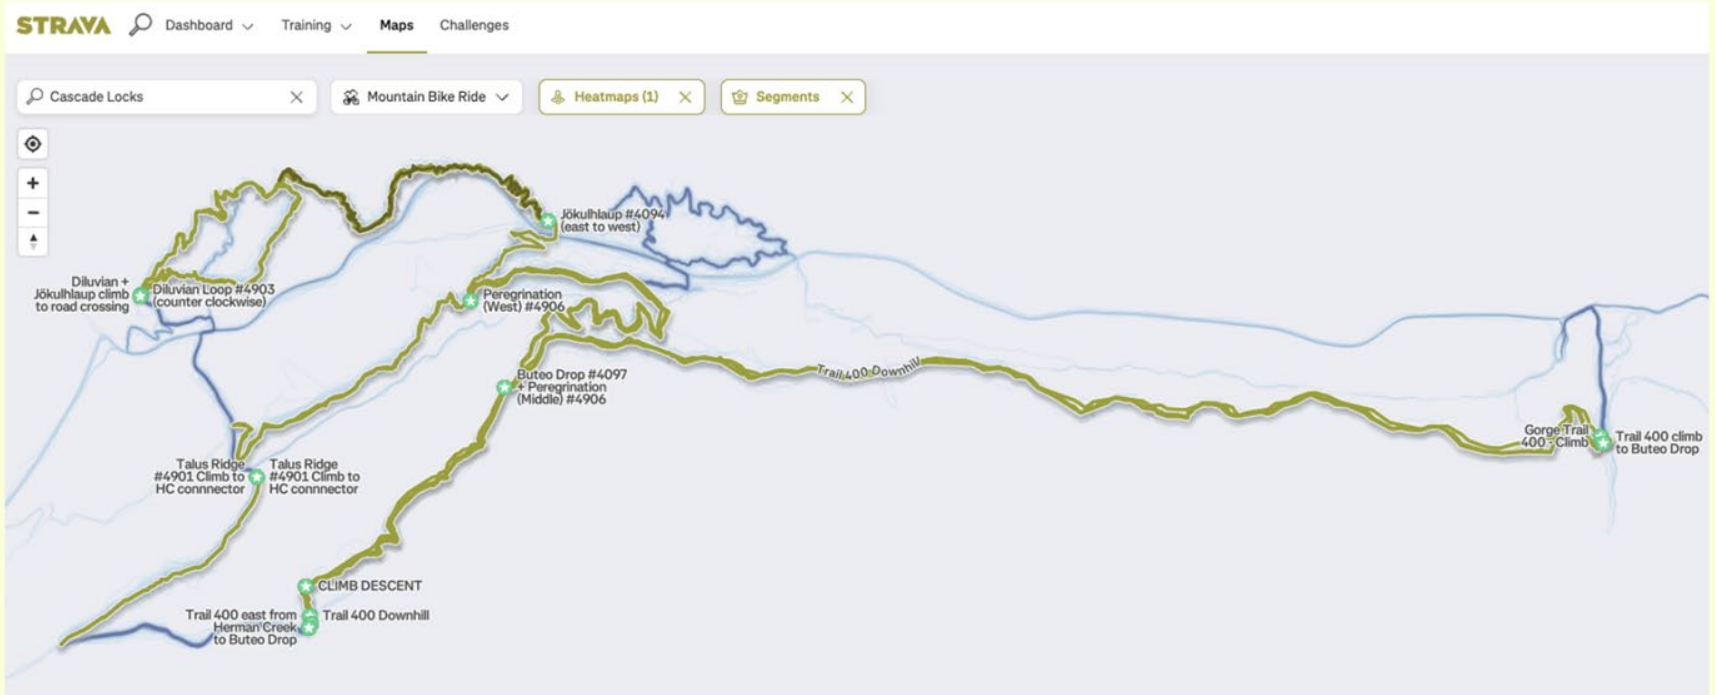 STRAVA
Dashboard
Training
Maps
Challenges
Cascade Locks
Mountain Bike Ride
Heatmaps (1)
Segments
Jökulhlaup #4094
(east to west)
Diluvian +
Jökulhlaup climb
to road crossing
Diluvian Loop #4903
(counter clockwise)
Peregrination
(West) #4906
Trail 400 Downhill
Buteo Drop #4097
+ Peregrination
(Middle) #4906
Gorge Trail
400 - Climb
Trail 400 climb
to Buteo Drop
Talus Ridge
#4901 Climb to
HC connnector
Talus Ridge
#4901 Climb to
HC connnector
CLIMB DESCENT
Trail 400 east from
Herman Creek
to Buteo Drop
Trail 400 Downhill